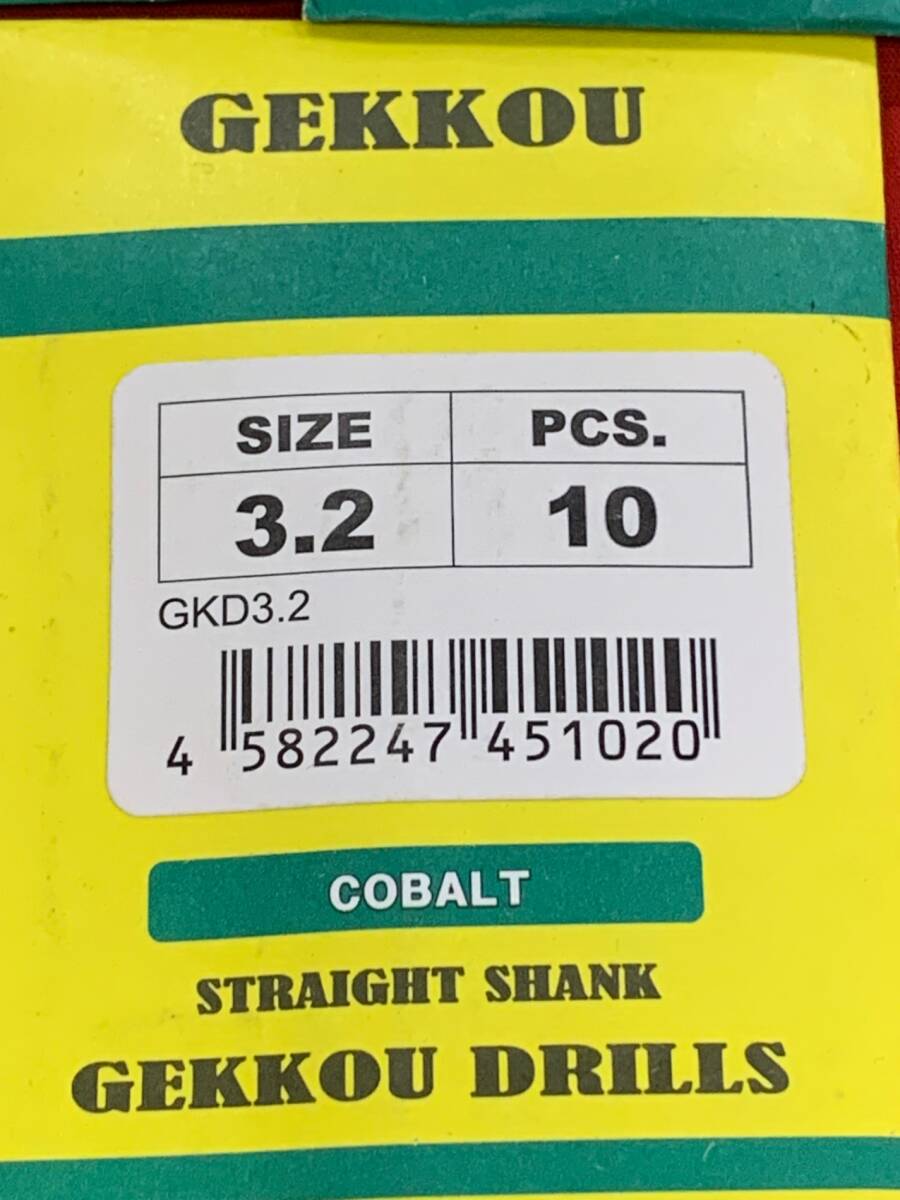 GEKKOU
SIZE PCS.
3.2 10
GKD3.2
4 582247 451020
COBALT
STRAIGHT SHANK
GEKKOU DRILLS